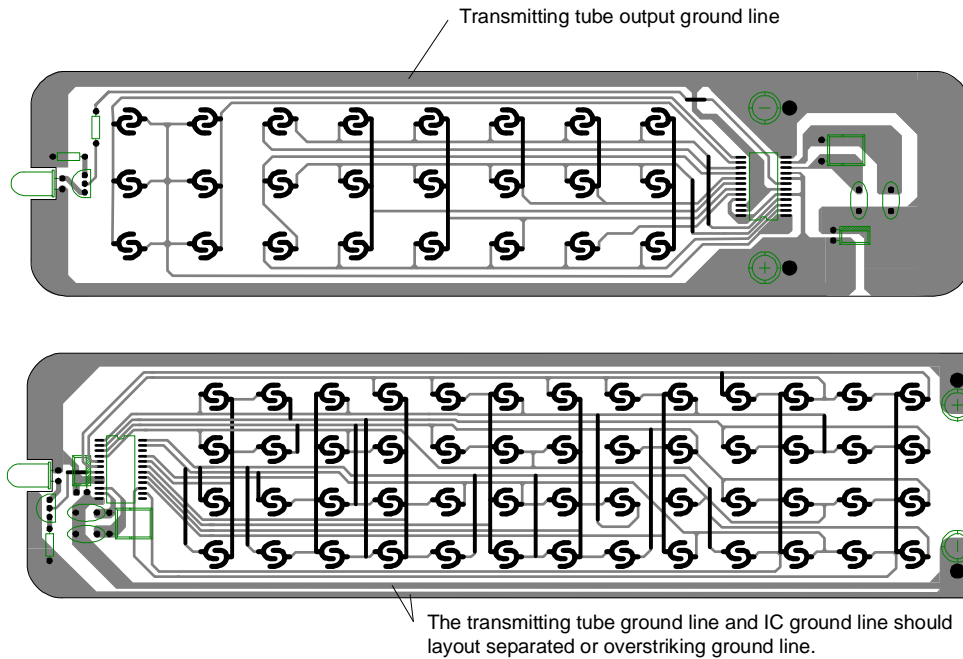 Transmitting tube output ground line
The transmitting tube ground line and IC ground line should
layout separated or overstriking ground line.